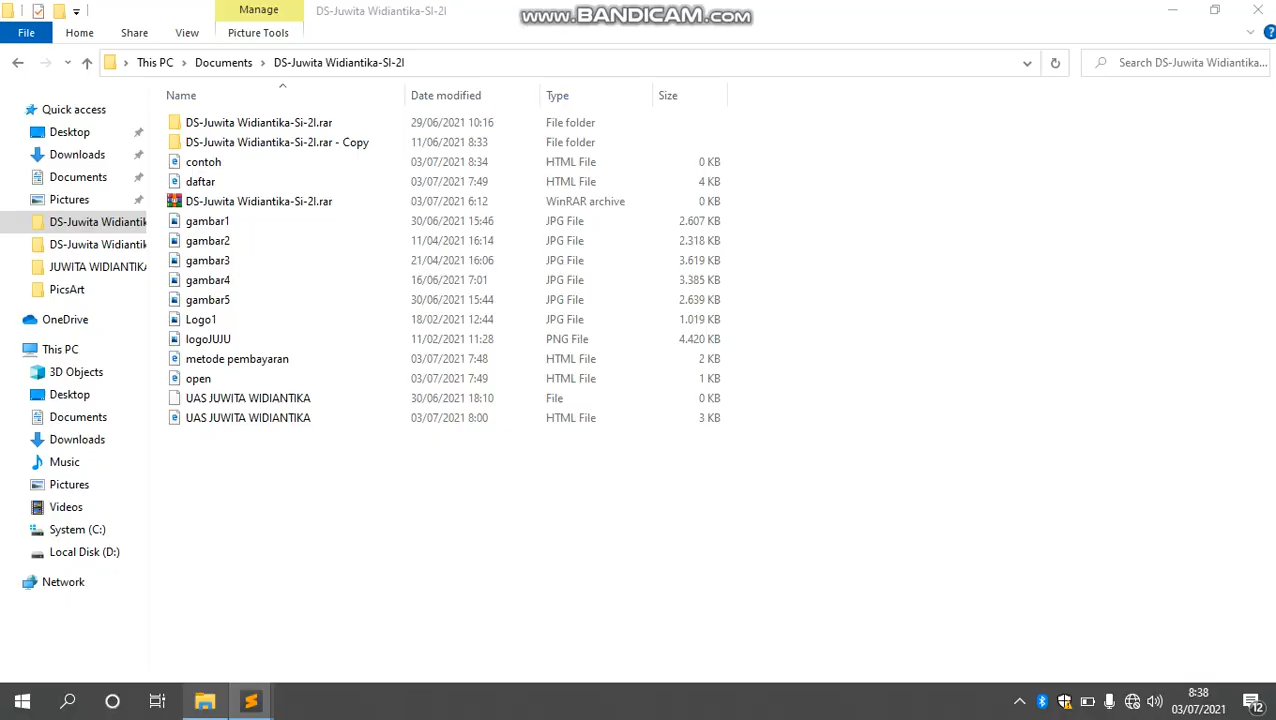 Manage
DS-Juwita Widiantika-SI-2I
www.BANDICAM.com
File
Home
Share
View
Picture Tools
This PC
Documents
DS-Juwita Widiantika-SI-2I
Search DS-Juwita Widiantika...
Name
Date modified
Type
Size
DS-Juwita Widiantika-Si-2I.rar 29/06/2021 10:16 File folder
DS-Juwita Widiantika-Si-2I.rar - Copy 11/06/2021 8:33 File folder
contoh 03/07/2021 8:34 HTML File 0 KB
daftar 03/07/2021 7:49 HTML File 4 KB
DS-Juwita Widiantika-Si-2I.rar 03/07/2021 6:12 WinRAR archive 0 KB
gambar1 30/06/2021 15:46 JPG File 2.607 KB
gambar2 11/04/2021 16:14 JPG File 2.318 KB
gambar3 21/04/2021 16:06 JPG File 3.619 KB
gambar4 16/06/2021 7:01 JPG File 3.385 KB
gambar5 30/06/2021 15:44 JPG File 2.639 KB
Logo1 18/02/2021 12:44 JPG File 1.019 KB
logoJUJU 11/02/2021 11:28 PNG File 4.420 KB
metode pembayaran 03/07/2021 7:48 HTML File 2 KB
open 03/07/2021 7:49 HTML File 1 KB
UAS JUWITA WIDIANTIKA 30/06/2021 18:10 File 0 KB
UAS JUWITA WIDIANTIKA 03/07/2021 8:00 HTML File 3 KB
Quick access
Desktop
Downloads
Documents
Pictures
DS-Juwita Widiantik
DS-Juwita Widiantik
JUWITA WIDIANTIKA
PicsArt
OneDrive
This PC
3D Objects
Desktop
Documents
Downloads
Music
Pictures
Videos
System (C:)
Local Disk (D:)
Network
8:38
03/07/2021
12